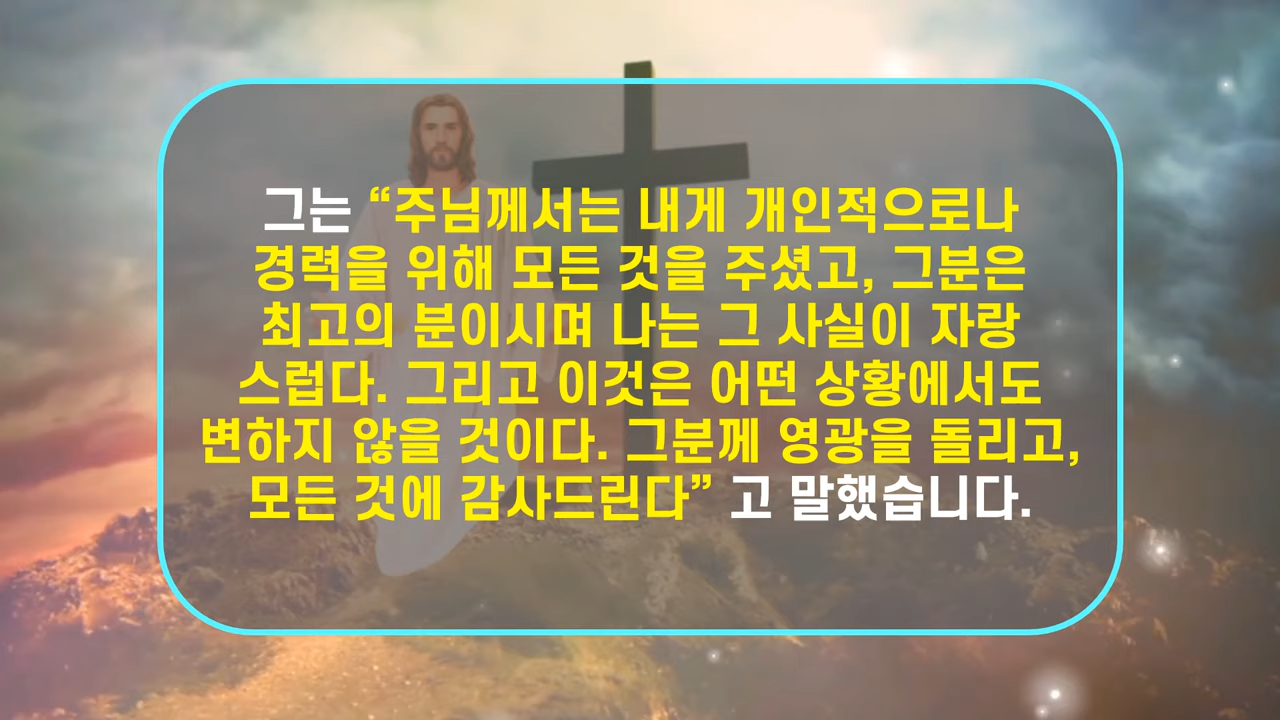 그는 “주님께서는 내게 개인적으로나
경력을 위해 모든 것을 주셨고, 그분은
최고의 분이시며 나는 그 사실이 자랑
스럽다. 그리고 이것은 어떤 상황에서도
변하지 않을 것이다. 그분께 영광을 돌리고,
모든 것에 감사드린다” 고 말했습니다.